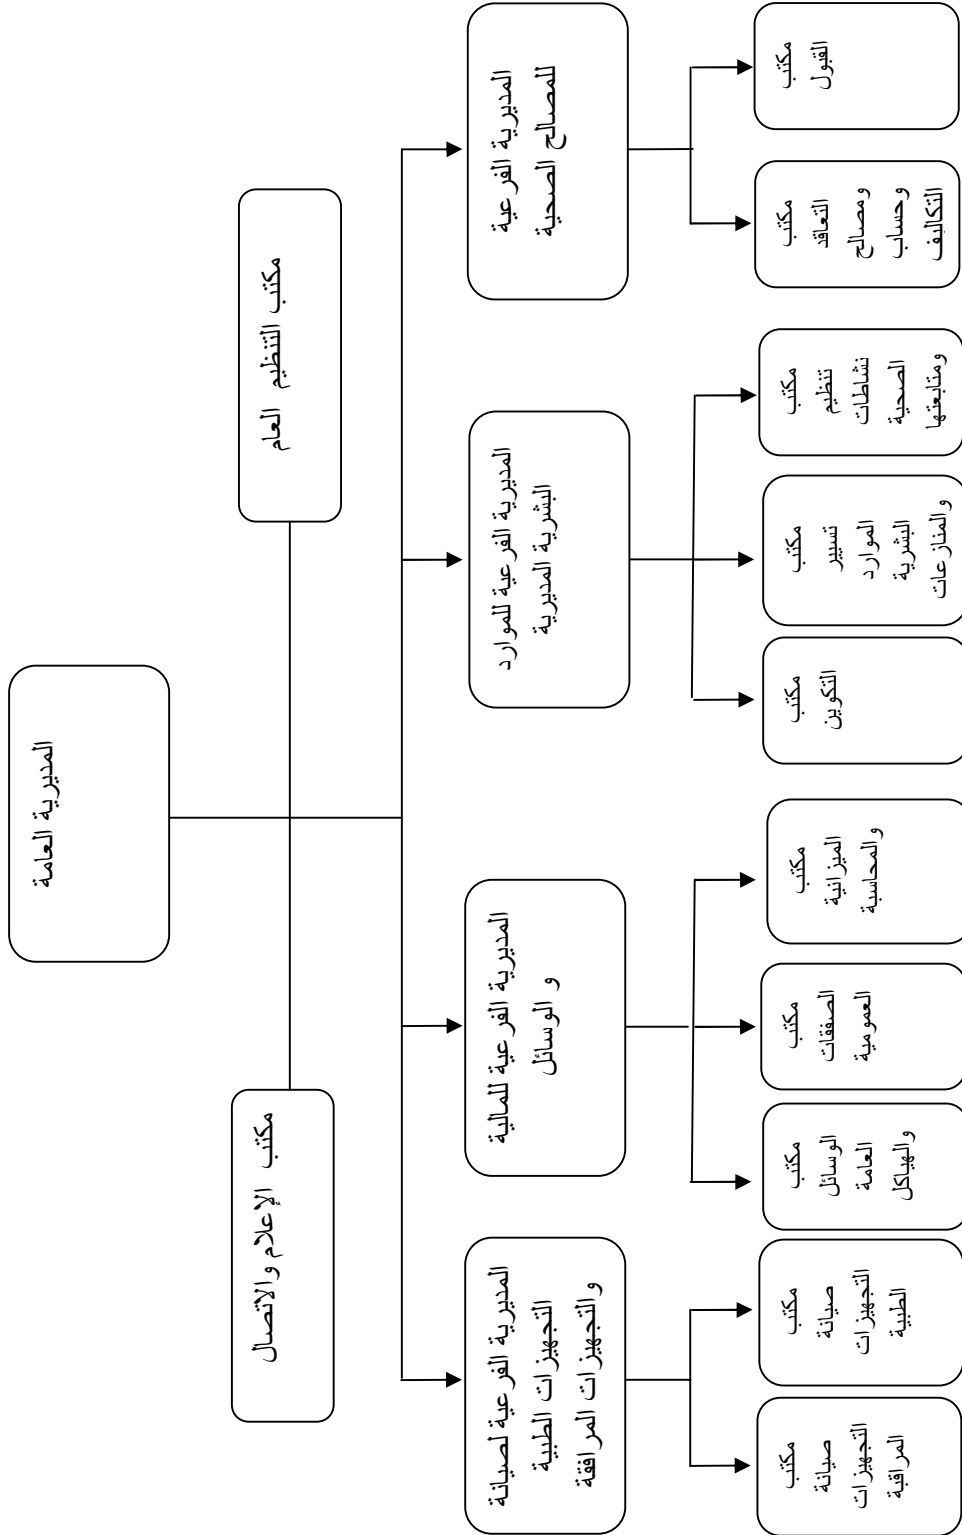 المديرية العامة
مكتب التنظيم العام
مكتب الإعلام والاتصال
المديرية الفرعية
للمصالح الصحية
المديرية الفرعية للموارد
البشرية المديرية
المديرية الفرعية للمالية
و الوسائل
المديرية الفرعية لصيانة
التجهيزات الطبية
والتجهيزات المرافقة
مكتب
القبول
مكتب
التعاقد
ومصالح
وحساب
التكاليف
مكتب
تنظيم
نشاطات
الصحية
ومتابعتها
مكتب
تسيير
الموارد
البشرية
والمنازعات
مكتب
التكوين
مكتب
الميزانية
والمحاسبة
مكتب
الصفقات
العمومية
مكتب
الوسائل
العامة
والهياكل
مكتب
صيانة
التجهيزات
الطبية
مكتب
صيانة
التجهيزات
المراقبة